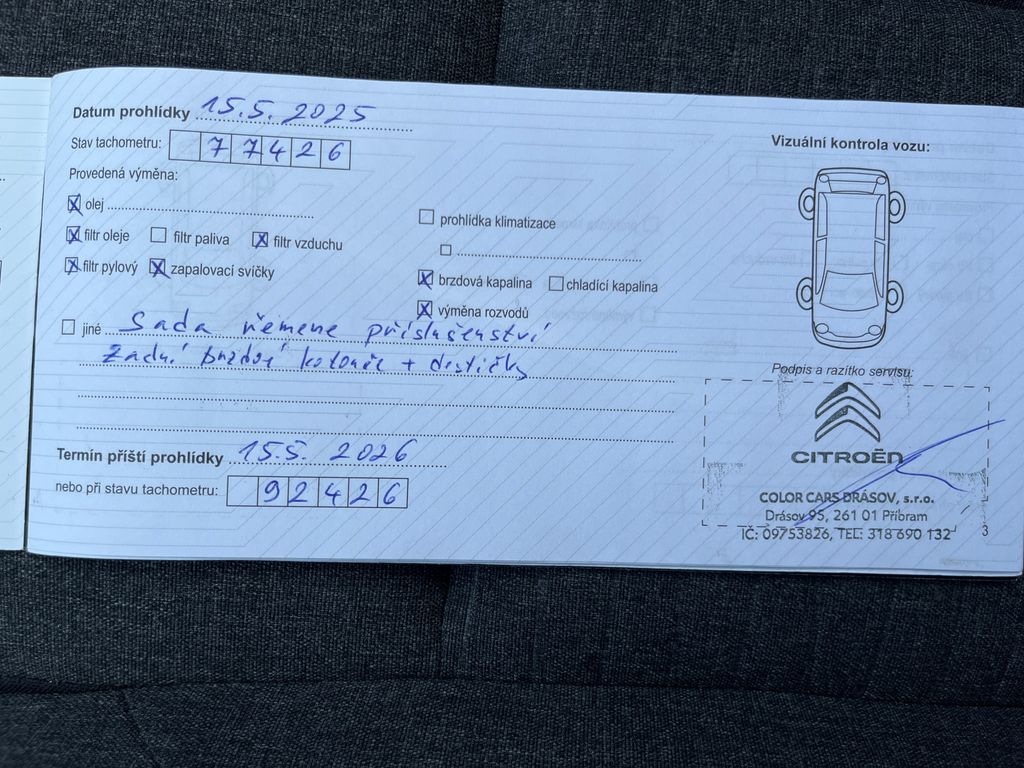 Datum prohlídky 15.5. 2025
Stav tachometru: 77426
Provedená výměna:
olej
filtr oleje filtr paliva filtr vzduchu
filtr pylový zapalovací svíčky
prohlídka klimatizace
brzdová kapalina chladící kapalina
výměna rozvodů
jiné Sada řemene příslušenství
zadní brzdové kotouče + destičky
Termín příští prohlídky 15.5. 2026
nebo při stavu tachometru: 92426
Vizuální kontrola vozu:
Podpis a razítko servisu:
CITROËN
COLOR CARS DRÁSOV, s.r.o.
Drásov 95, 261 01 Příbram
IČ: 09753826, TEL: 318 690 132
3